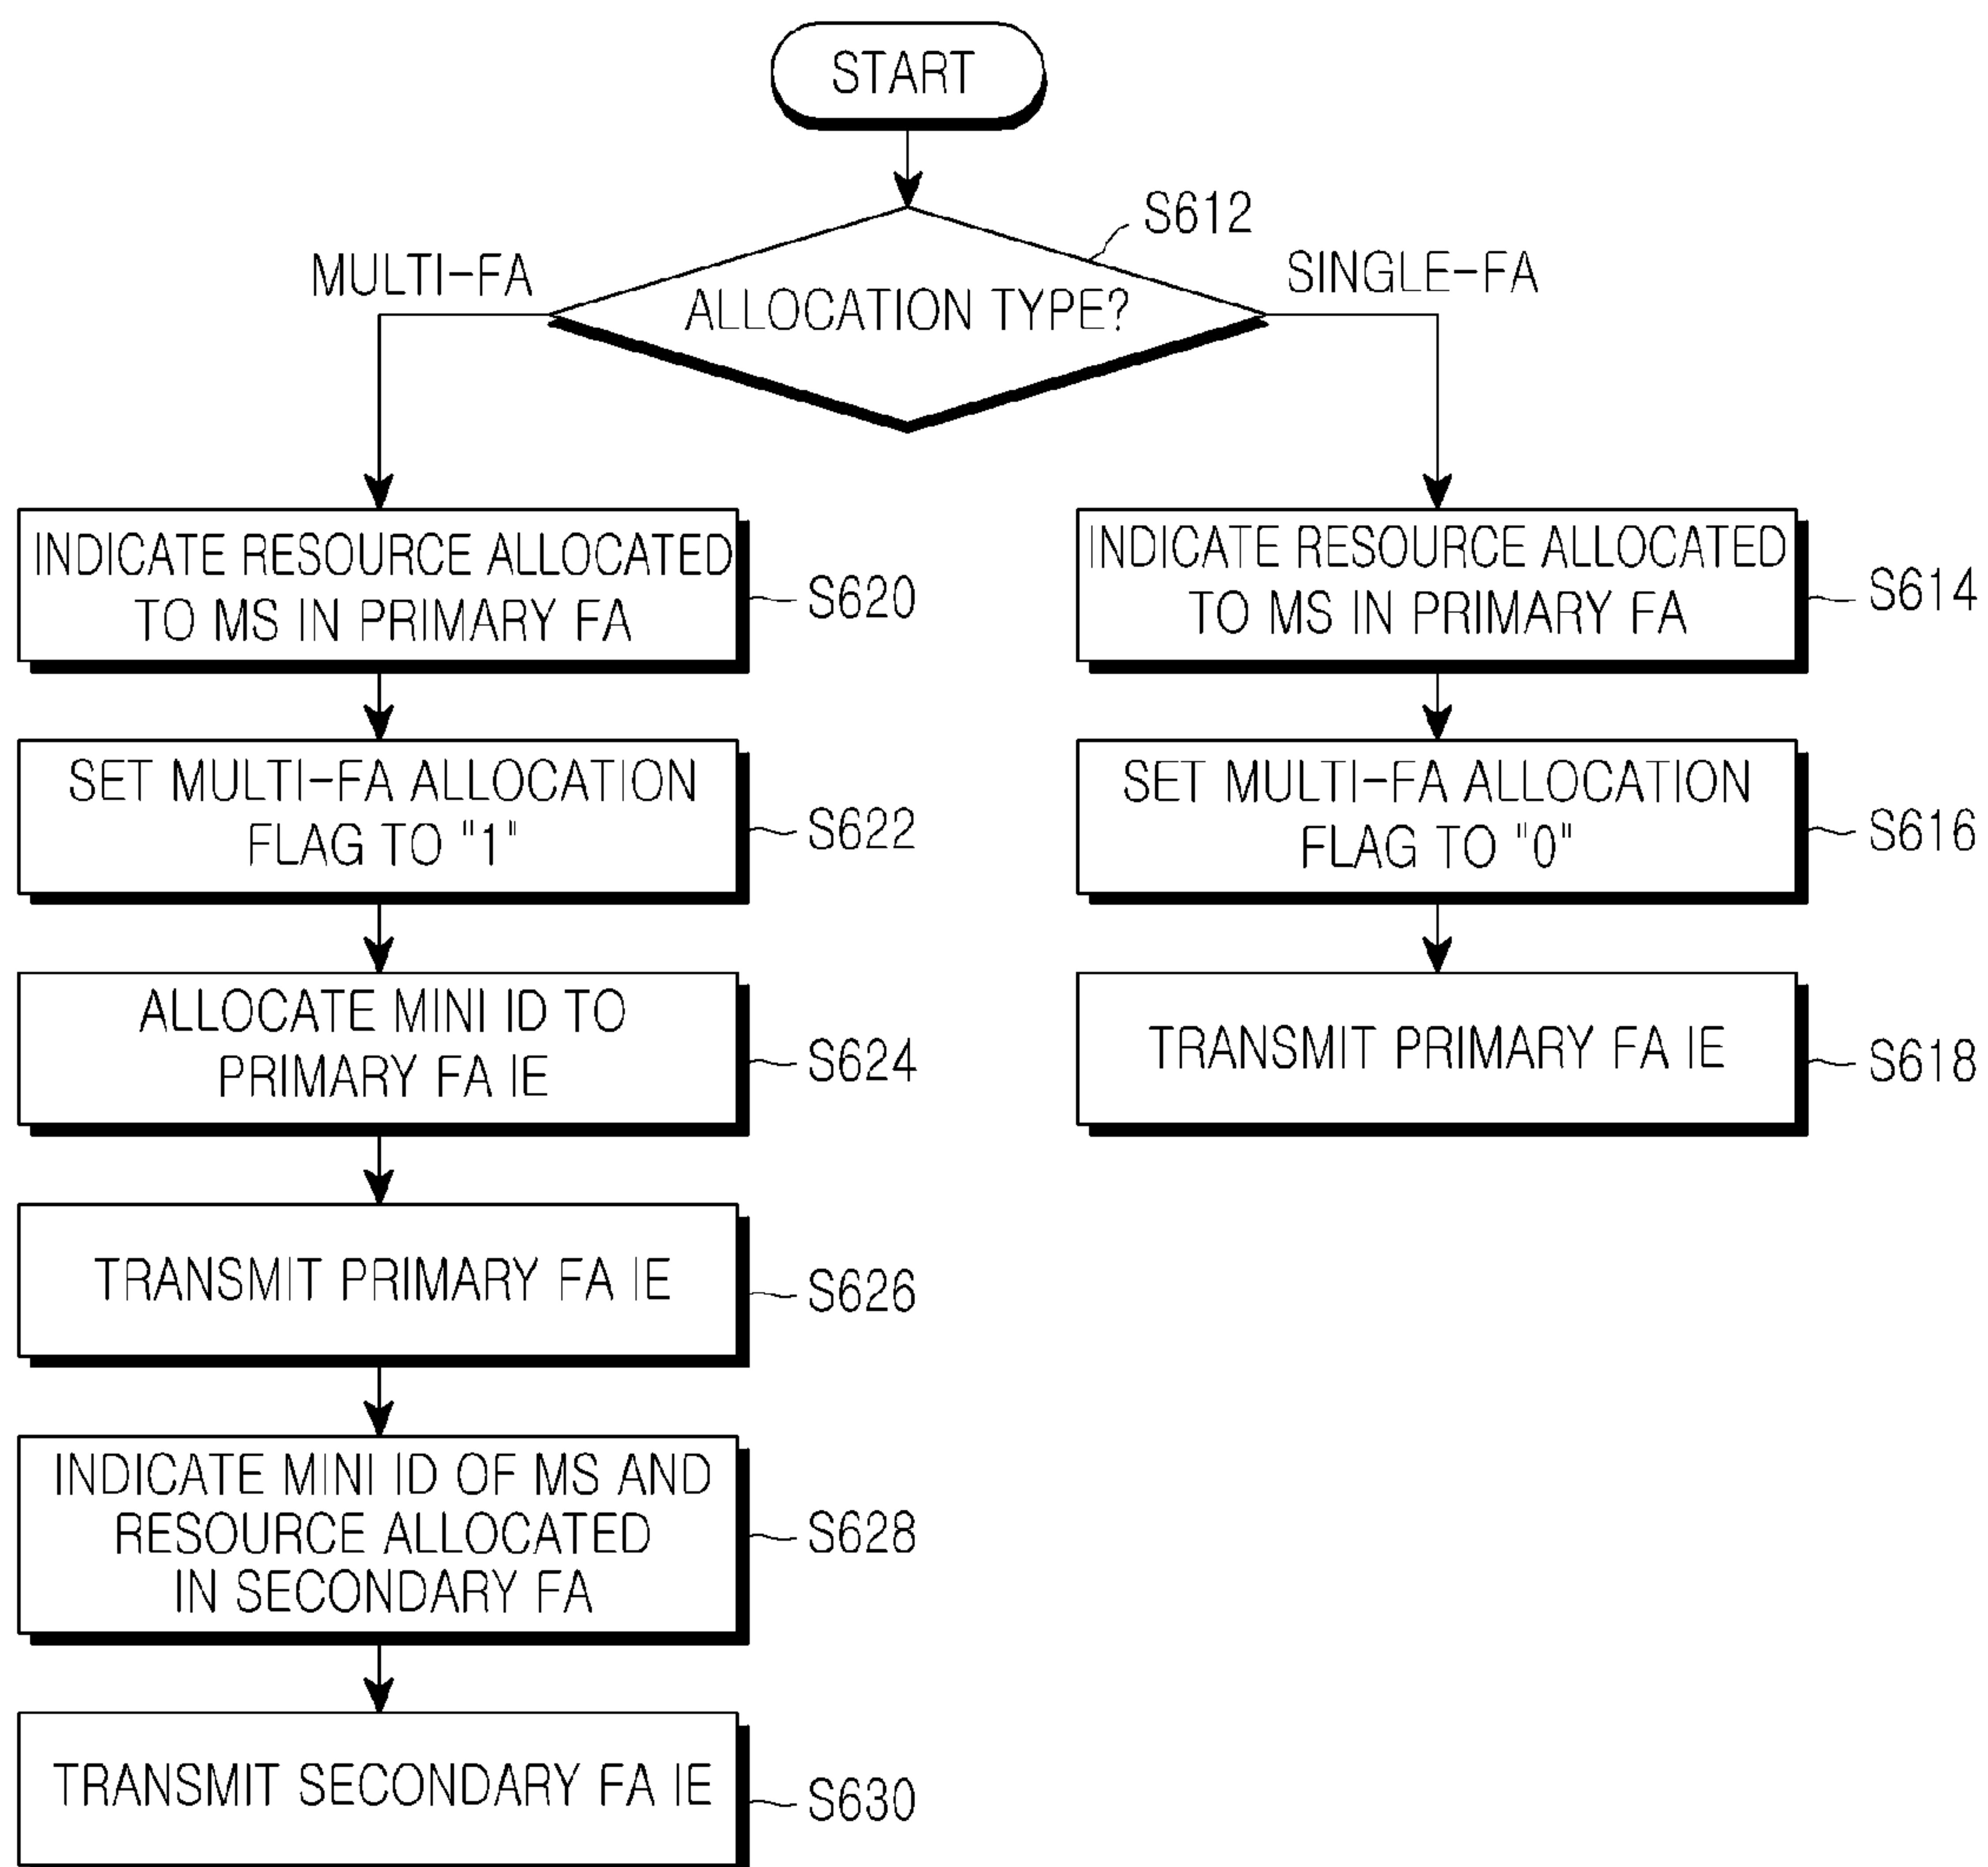 START
S612
MULTI-FA
SINGLE-FA
ALLOCATION TYPE?
INDICATE RESOURCE ALLOCATED
TO MS IN PRIMARY FA
S620
SET MULTI-FA ALLOCATION
FLAG TO "1"
S622
ALLOCATE MINI ID TO
PRIMARY FA IE
S624
TRANSMIT PRIMARY FA IE
S626
INDICATE MINI ID OF MS AND
RESOURCE ALLOCATED
IN SECONDARY FA
S628
TRANSMIT SECONDARY FA IE
S630
INDICATE RESOURCE ALLOCATED
TO MS IN PRIMARY FA
S614
SET MULTI-FA ALLOCATION
FLAG TO "0"
S616
TRANSMIT PRIMARY FA IE
S618